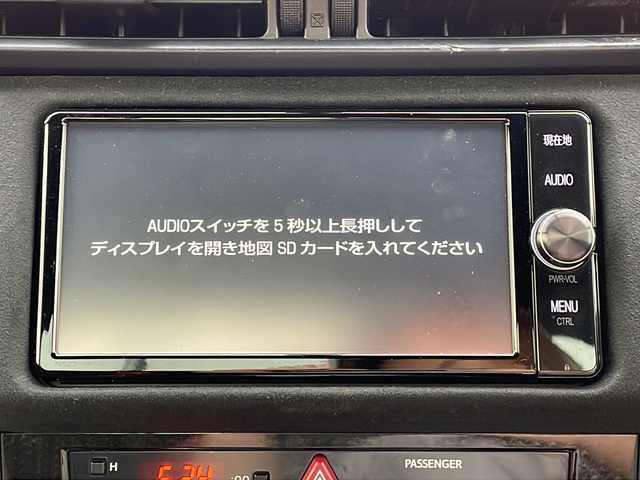 AUDIOスイッチを5秒以上長押しして
ディスプレイを開き地図SDカードを入れてください
現在地
AUDIO
PWR·VOL
MENU
CTRL
H
:00
PASSENGER